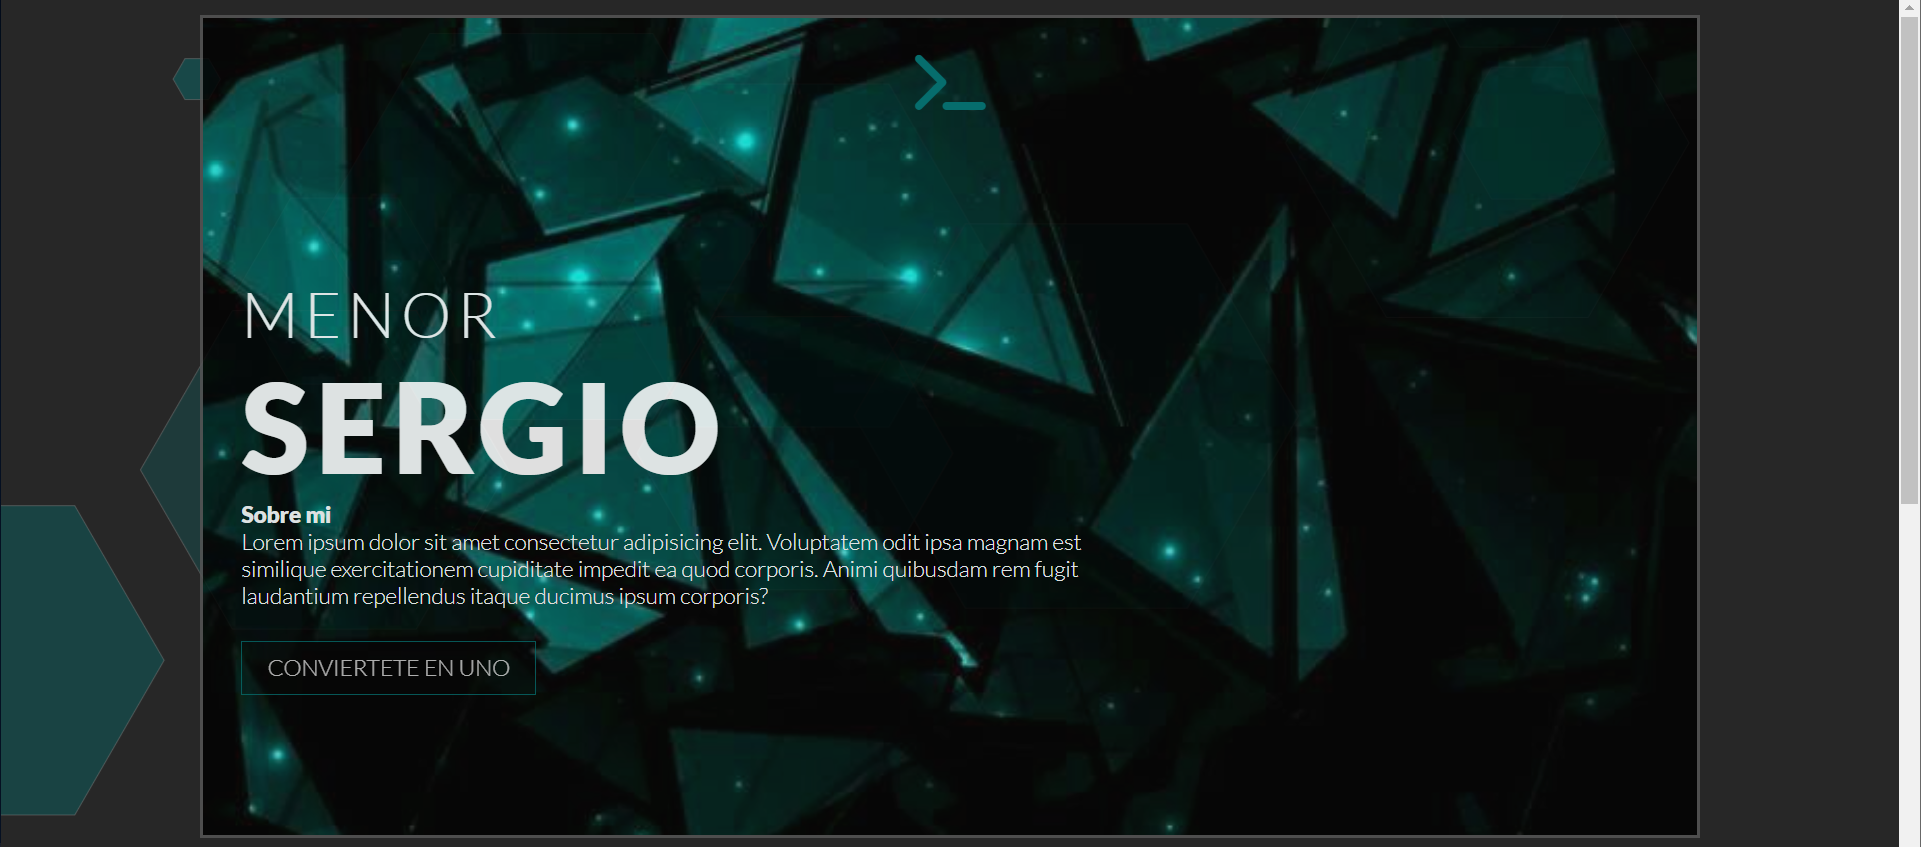 MENOR
SERGIO
Sobre mi
Lorem ipsum dolor sit amet consectetur adipisicing elit. Voluptatem odit ipsa magnam est
similique exercitationem cupiditate impedit ea quod corporis. Animi quibusdam rem fugit
laudantium repellendus itaque ducimus ipsum corporis?
CONVIERTETE EN UNO